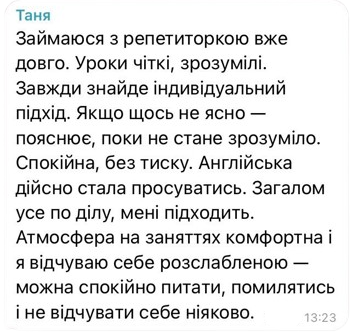 Таня
Займаюся з репетиторкою вже
довго. Уроки чіткі, зрозумілі.
Завжди знайде індивідуальний
підхід. Якщо щось не ясно —
пояснює, поки не стане зрозуміло.
Спокійна, без тиску. Англійська
дійсно стала просуватись. Загалом
усе по ділу, мені підходить.
Атмосфера на заняттях комфортна і
я відчуваю себе розслабленою —
можна спокійно питати, помилятись
і не відчувати себе ніяково.
13:23